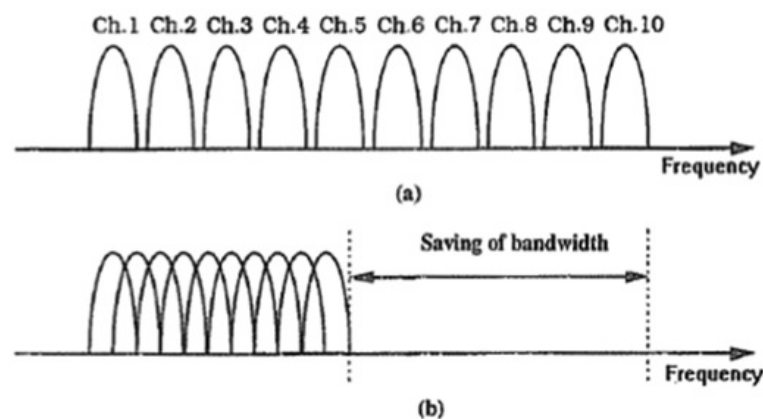 Ch.1 Ch.2 Ch.3 Ch.4 Ch.5 Ch.6 Ch.7 Ch.8 Ch.9 Ch.10
Frequency
(a)
Saving of bandwidth
Frequency
(b)